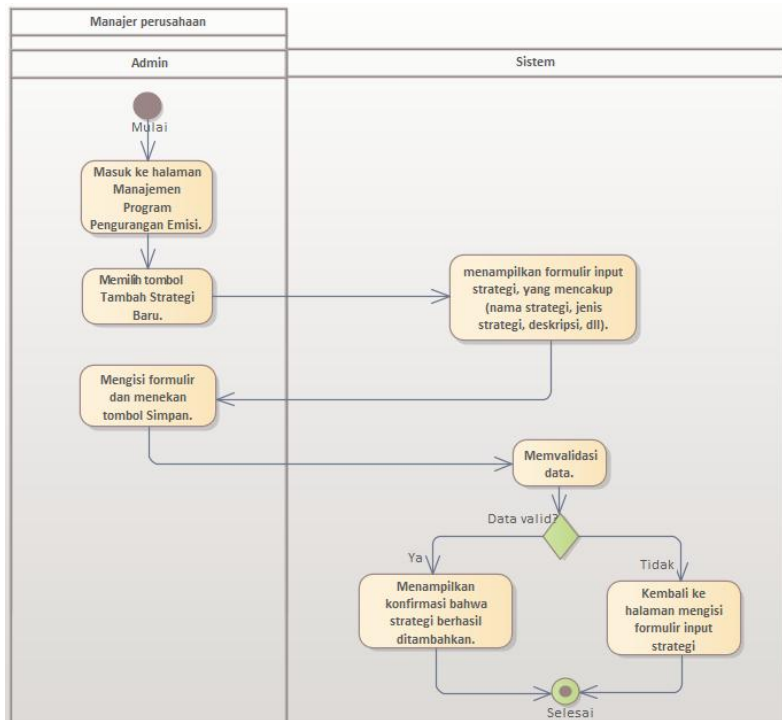 Manajer perusahaan
Admin
Sistem
Mulai
Masuk ke halaman
Manajemen
Program
Pengurangan Emisi.
Memilih tombol
Tambah Strategi
Baru.
menampilkan formulir input
strategi, yang mencakup
(nama strategi, jenis
strategi, deskripsi, dll).
Mengisi formulir
dan menekan
tombol Simpan.
Memvalidasi
data.
Data valid?
Ya
Tidak
Menampilkan
konfirmasi bahwa
strategi berhasil
ditambahkan.
Kembali ke
halaman mengisi
formulir input
strategi
Selesai